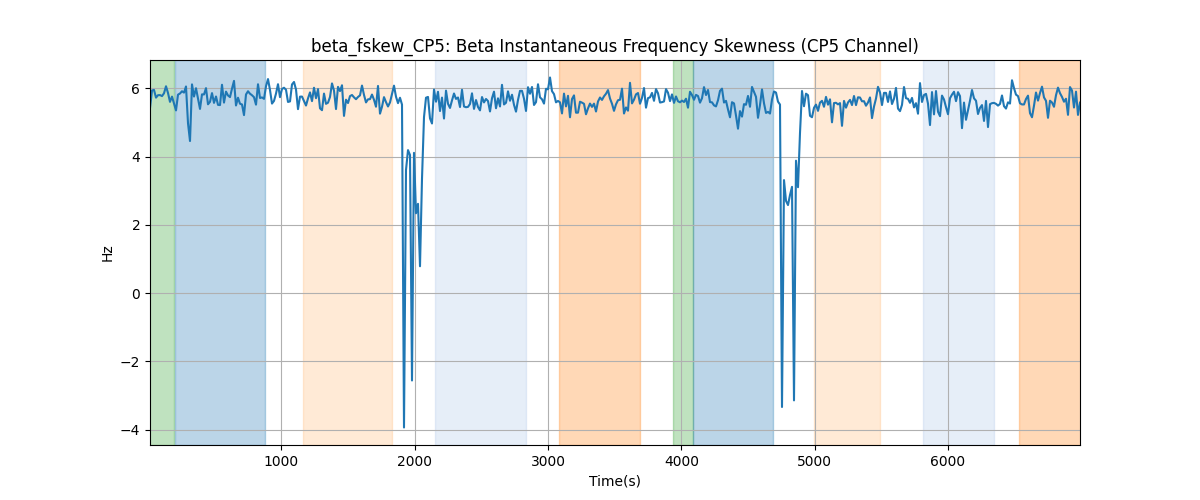 beta_fskew_CP5: Beta Instantaneous Frequency Skewness (CP5 Channel)
6
4
2
0
−2
−4
Hz
1000 2000 3000 4000 5000 6000
Time(s)